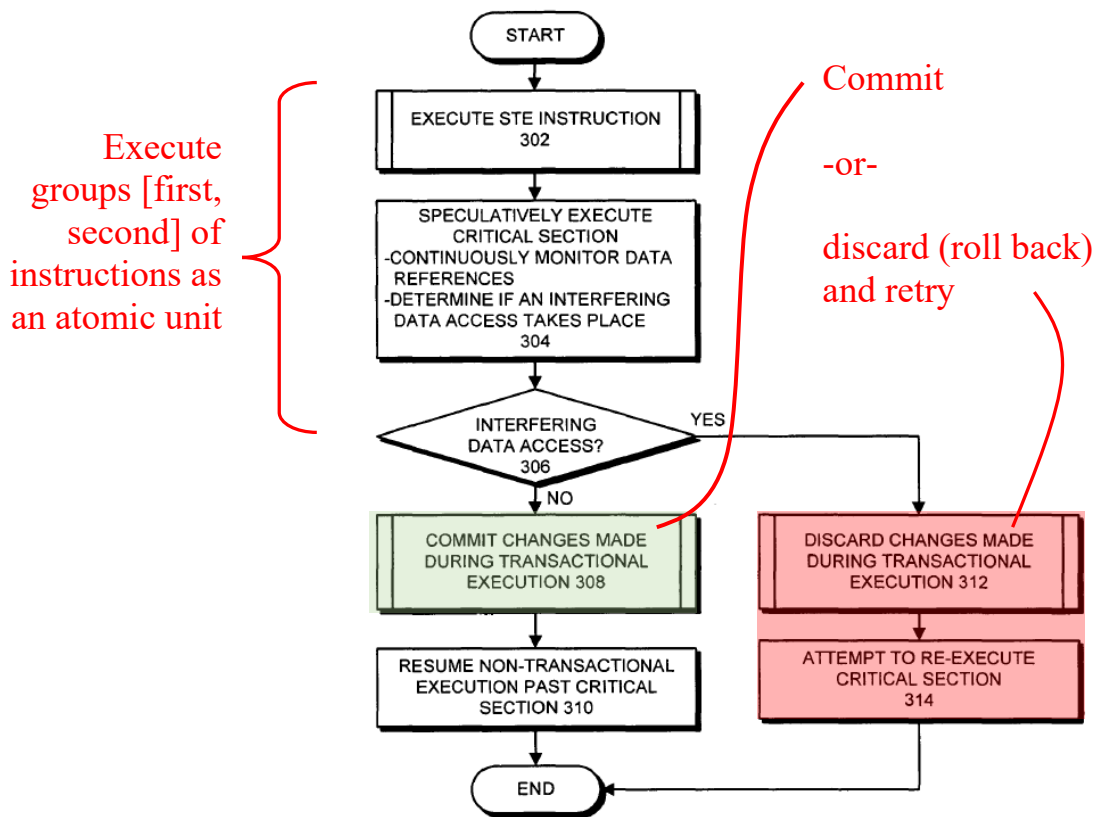 START
EXECUTE STE INSTRUCTION
302
Execute
groups [first,
second] of
instructions as
an atomic unit
SPECULATIVELY EXECUTE
CRITICAL SECTION
-CONTINUOUSLY MONITOR DATA
REFERENCES
-DETERMINE IF AN INTERFERING
DATA ACCESS TAKES PLACE
304
Commit
-or-
discard (roll back)
and retry
INTERFERING
DATA ACCESS?
306
YES
NO
COMMIT CHANGES MADE
DURING TRANSACTIONAL
EXECUTION 308
DISCARD CHANGES MADE
DURING TRANSACTIONAL
EXECUTION 312
RESUME NON-TRANSACTIONAL
EXECUTION PAST CRITICAL
SECTION 310
ATTEMPT TO RE-EXECUTE
CRITICAL SECTION
314
END